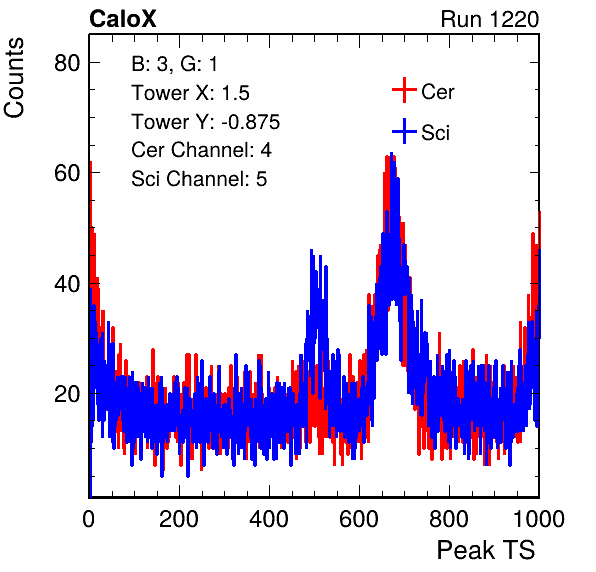 CaloX Run 1220
Counts
80
60
40
20
B: 3, G: 1
Tower X: 1.5
Tower Y: -0.875
Cer Channel: 4
Sci Channel: 5
Cer
Sci
0 200 400 600 800 1000
Peak TS